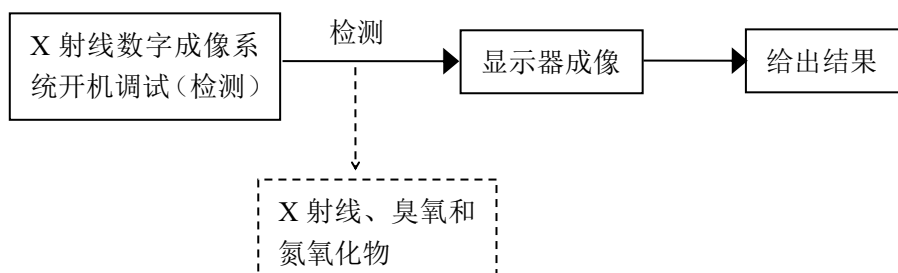 X 射线数字成像系
统开机调试（检测）
检测
显示器成像
给出结果
X 射线、臭氧和
氮氧化物